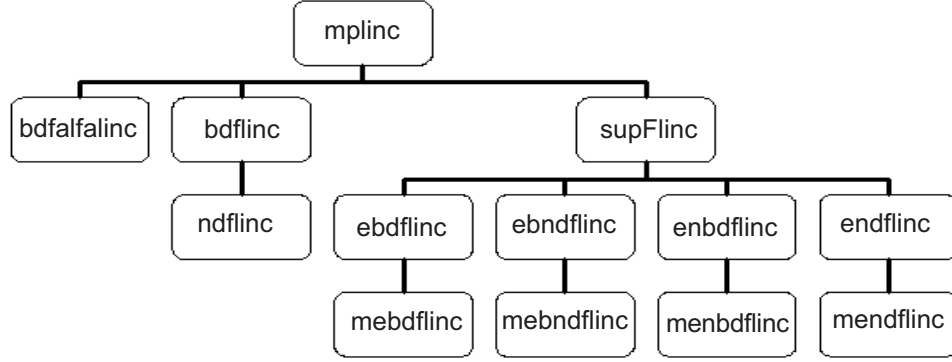 mplinc
bdfalfalinc
bdflinc
supFlinc
ndflinc
ebdflinc
ebndflinc
enbdflinc
endflinc
mebdflinc
mebndflinc
menbdflinc
mendflinc